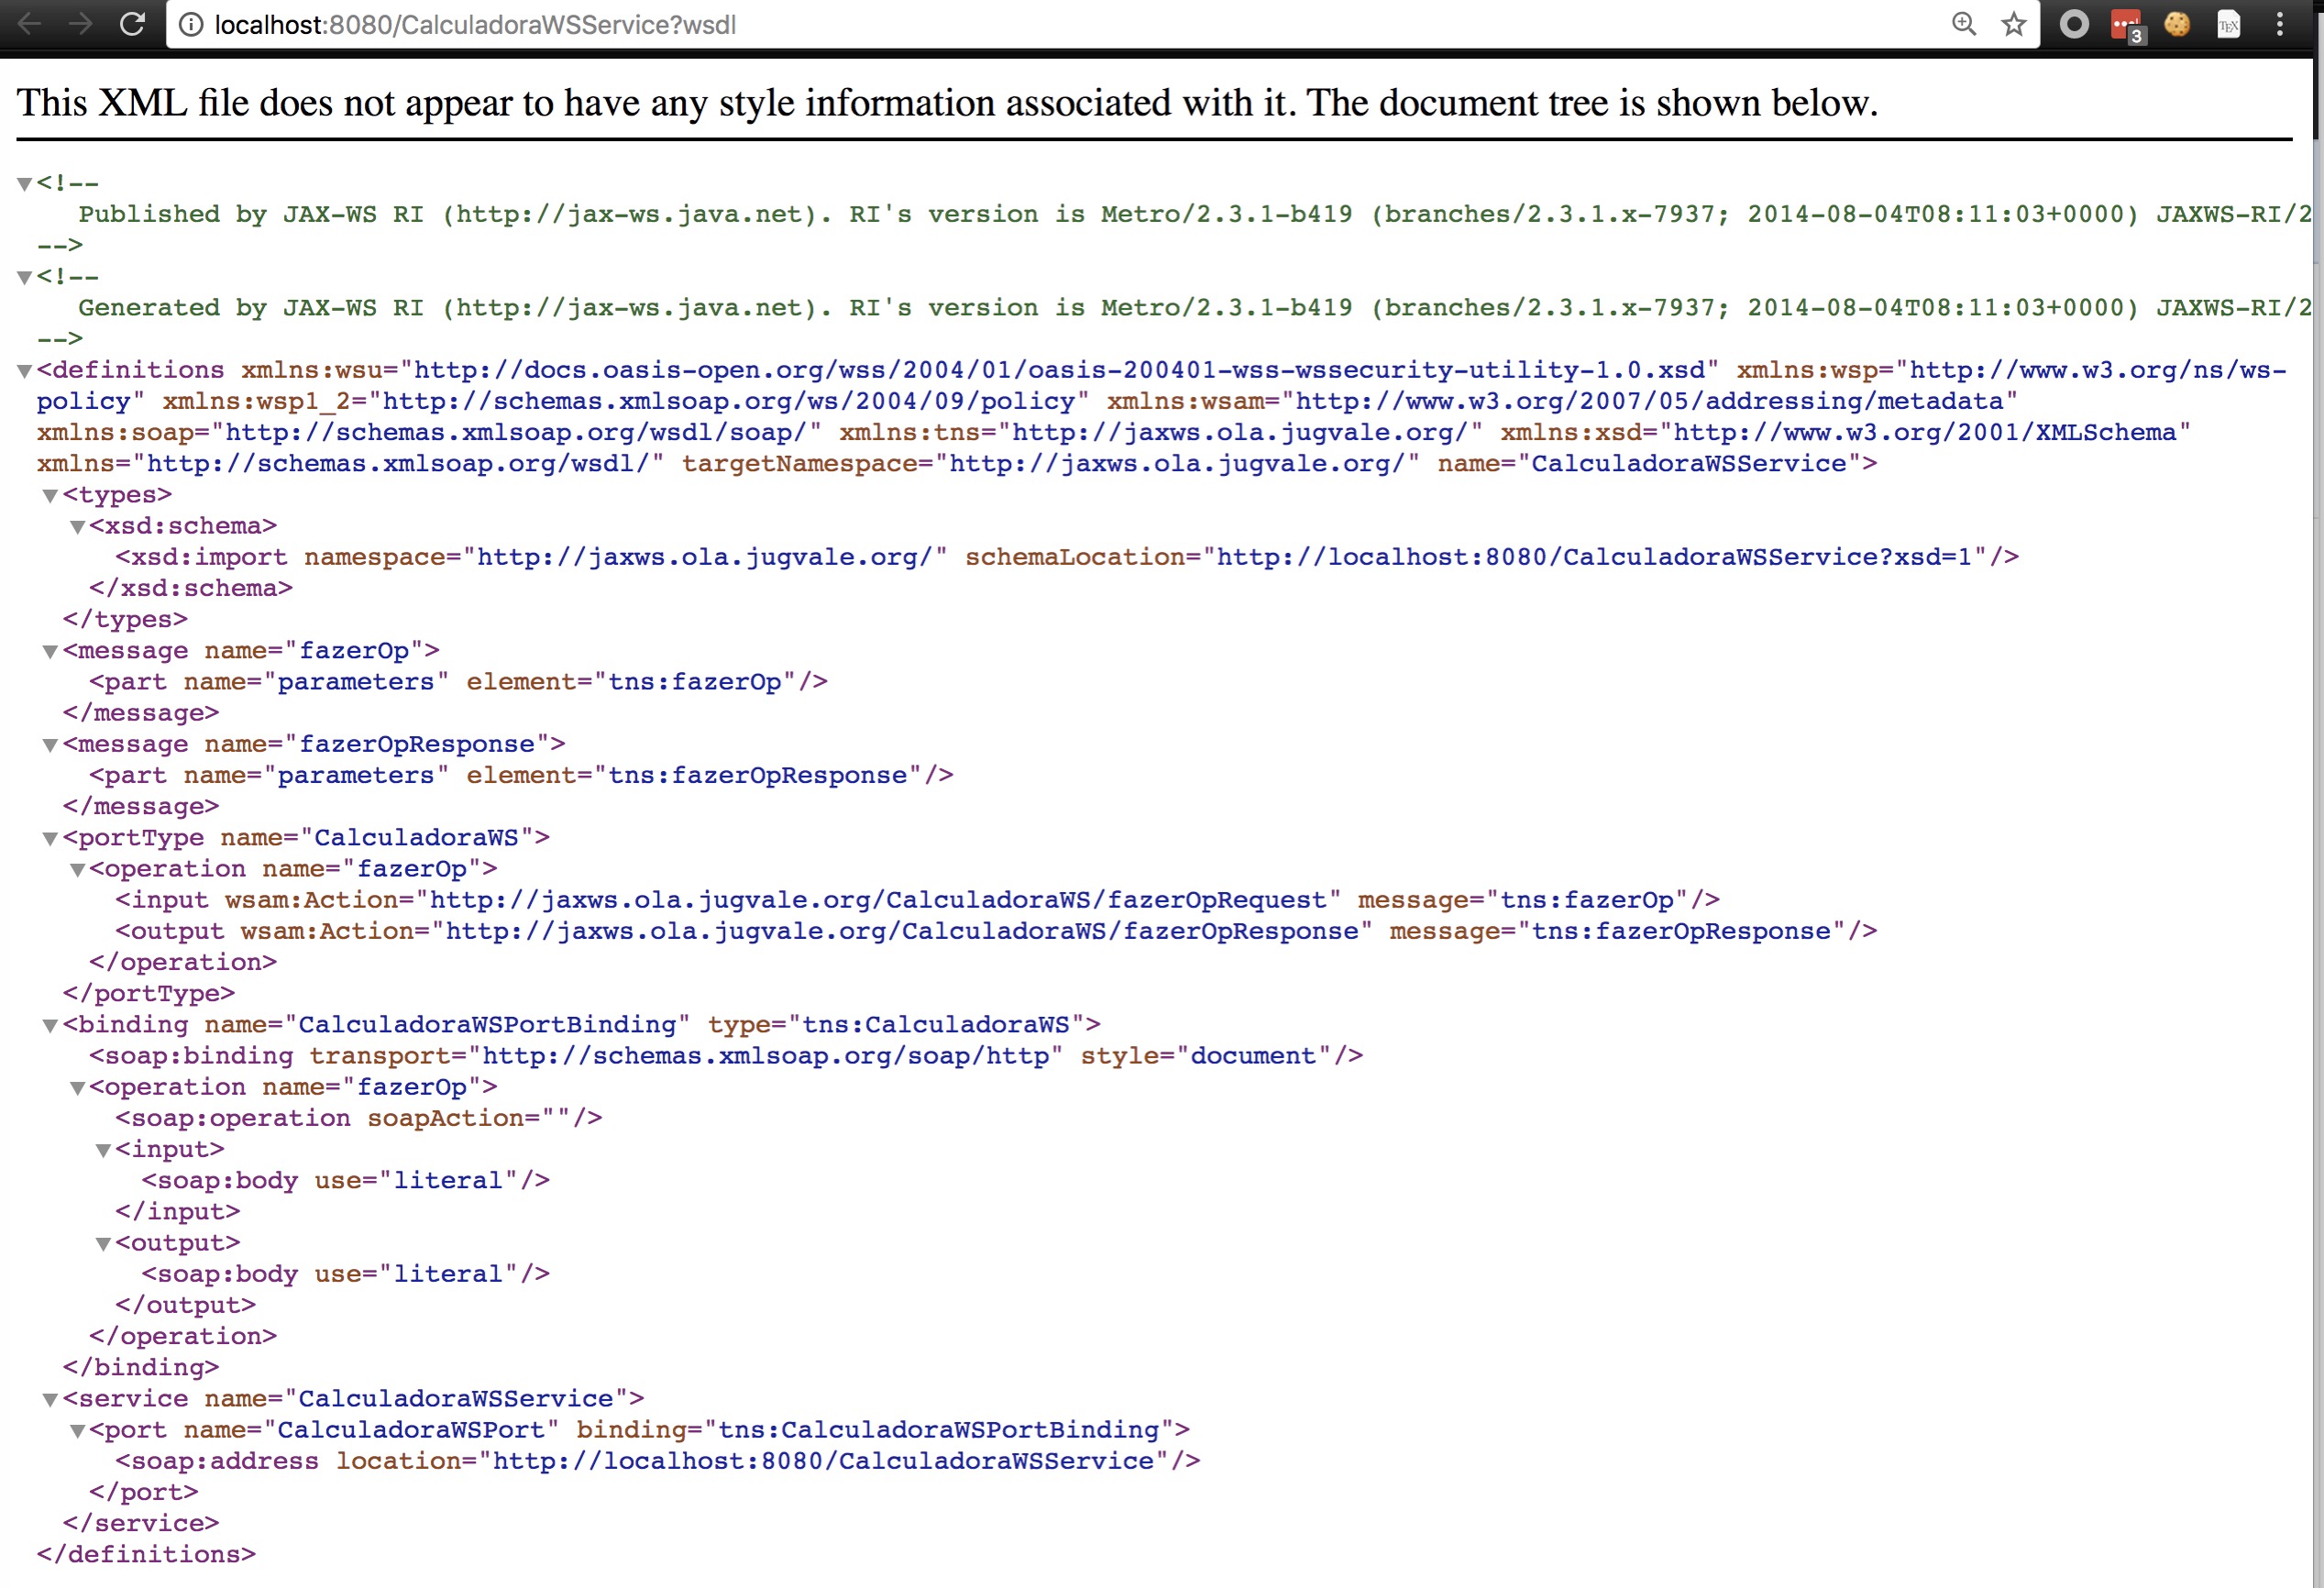 localhost:8080/CalculadoraWSService?wsdl
3
TEX
This XML file does not appear to have any style information associated with it. The document tree is shown below.
▼<!--
Published by JAX-WS RI (http://jax-ws.java.net). RI's version is Metro/2.3.1-b419 (branches/2.3.1.x-7937; 2014-08-04T08:11:03+0000) JAXWS-RI/2
-->
▼<!--
Generated by JAX-WS RI (http://jax-ws.java.net). RI's version is Metro/2.3.1-b419 (branches/2.3.1.x-7937; 2014-08-04T08:11:03+0000) JAXWS-RI/2
-->
▼<definitions xmlns:wsu="http://docs.oasis-open.org/wss/2004/01/oasis-200401-wss-wssecurity-utility-1.0.xsd" xmlns:wsp="http://www.w3.org/ns/ws-
policy" xmlns:wsp1_2="http://schemas.xmlsoap.org/ws/2004/09/policy" xmlns:wsam="http://www.w3.org/2007/05/addressing/metadata"
xmlns:soap="http://schemas.xmlsoap.org/wsdl/soap/" xmlns:tns="http://jaxws.ola.jugvale.org/" xmlns:xsd="http://www.w3.org/2001/XMLSchema"
xmlns="http://schemas.xmlsoap.org/wsdl/" targetNamespace="http://jaxws.ola.jugvale.org/" name="CalculadoraWSService">
▼<types>
▼<xsd:schema>
<xsd:import namespace="http://jaxws.ola.jugvale.org/" schemaLocation="http://localhost:8080/CalculadoraWSService?xsd=1"/>
</xsd:schema>
</types>
▼<message name="fazerOp">
<part name="parameters" element="tns:fazerOp"/>
</message>
▼<message name="fazerOpResponse">
<part name="parameters" element="tns:fazerOpResponse"/>
</message>
▼<portType name="CalculadoraWS">
▼<operation name="fazerOp">
<input wsam:Action="http://jaxws.ola.jugvale.org/CalculadoraWS/fazerOpRequest" message="tns:fazerOp"/>
<output wsam:Action="http://jaxws.ola.jugvale.org/CalculadoraWS/fazerOpResponse" message="tns:fazerOpResponse"/>
</operation>
</portType>
▼<binding name="CalculadoraWSPortBinding" type="tns:CalculadoraWS">
<soap:binding transport="http://schemas.xmlsoap.org/soap/http" style="document"/>
▼<operation name="fazerOp">
<soap:operation soapAction=""/>
▼<input>
<soap:body use="literal"/>
</input>
▼<output>
<soap:body use="literal"/>
</output>
</operation>
</binding>
▼<service name="CalculadoraWSService">
▼<port name="CalculadoraWSPort" binding="tns:CalculadoraWSPortBinding">
<soap:address location="http://localhost:8080/CalculadoraWSService"/>
</port>
</service>
</definitions>